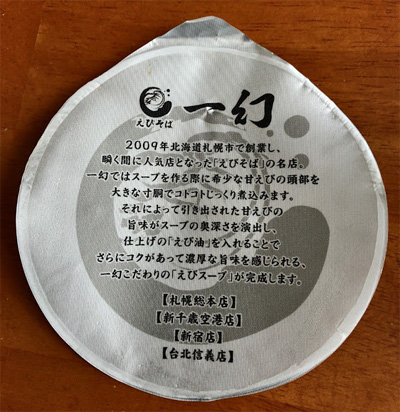 えびそば 一幻
2009年北海道札幌市で創業し、
瞬く間に人気店となった「えびそば」の名店。
一幻ではスープを作る際に希少な甘えびの頭部を
大きな寸胴でコトコトじっくり煮込みます。
それによって引き出された甘えびの
旨味がスープの奥深さを演出し、
仕上げの「えび油」を入れることで
さらにコクがあって濃厚な旨味を感じられる、
一幻こだわりの「えびスープ」が完成します。
【札幌総本店】
【新千歳空港店】
【新宿店】
【台北信義店】